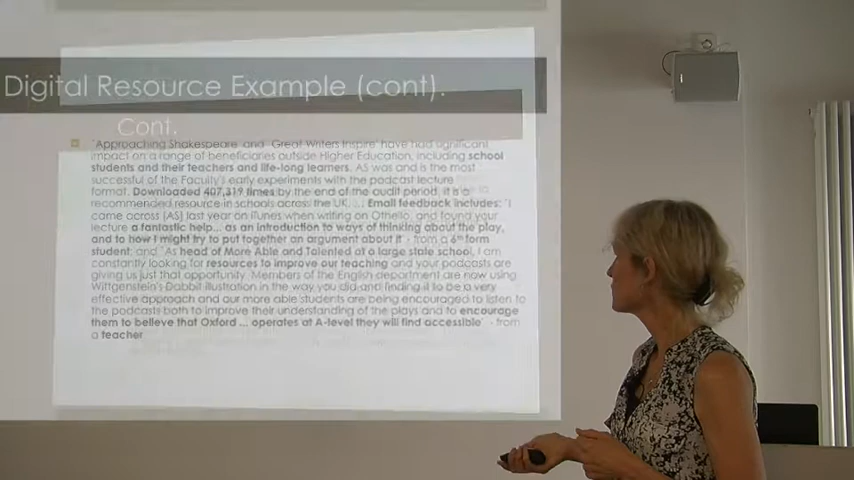 Digital Resource Example (cont).
Cont.
'Approaching Shakespeare' and 'Great Writers Inspire' have had significant
impact on a range of beneficiaries outside Higher Education, including school
students and their teachers and life-long learners. AS was and is the most
successful of the Faculty's early experiments with the podcast lecture
format. Downloaded 407,319 times by the end of the audit period, it is a
recommended resource in schools across the UK. ... Email feedback includes: 'I
came across [AS] last year on iTunes when writing on Othello, and found your
lecture a fantastic help... as an introduction to ways of thinking about the play,
and to how I might try to put together an argument about it' - from a 6th form
student; and 'As head of More Able and Talented at a large state school, I am
constantly looking for resources to improve our teaching and your podcasts are
giving us just that opportunity. Members of the English department are now using
Wittgenstein's Dabbit illustration in the way you did and finding it to be a very
effective approach and our more able students are being encouraged to listen to
the podcasts both to improve their understanding of the plays and to encourage
them to believe that Oxford ... operates at A-level they will find accessible' - from
a teacher